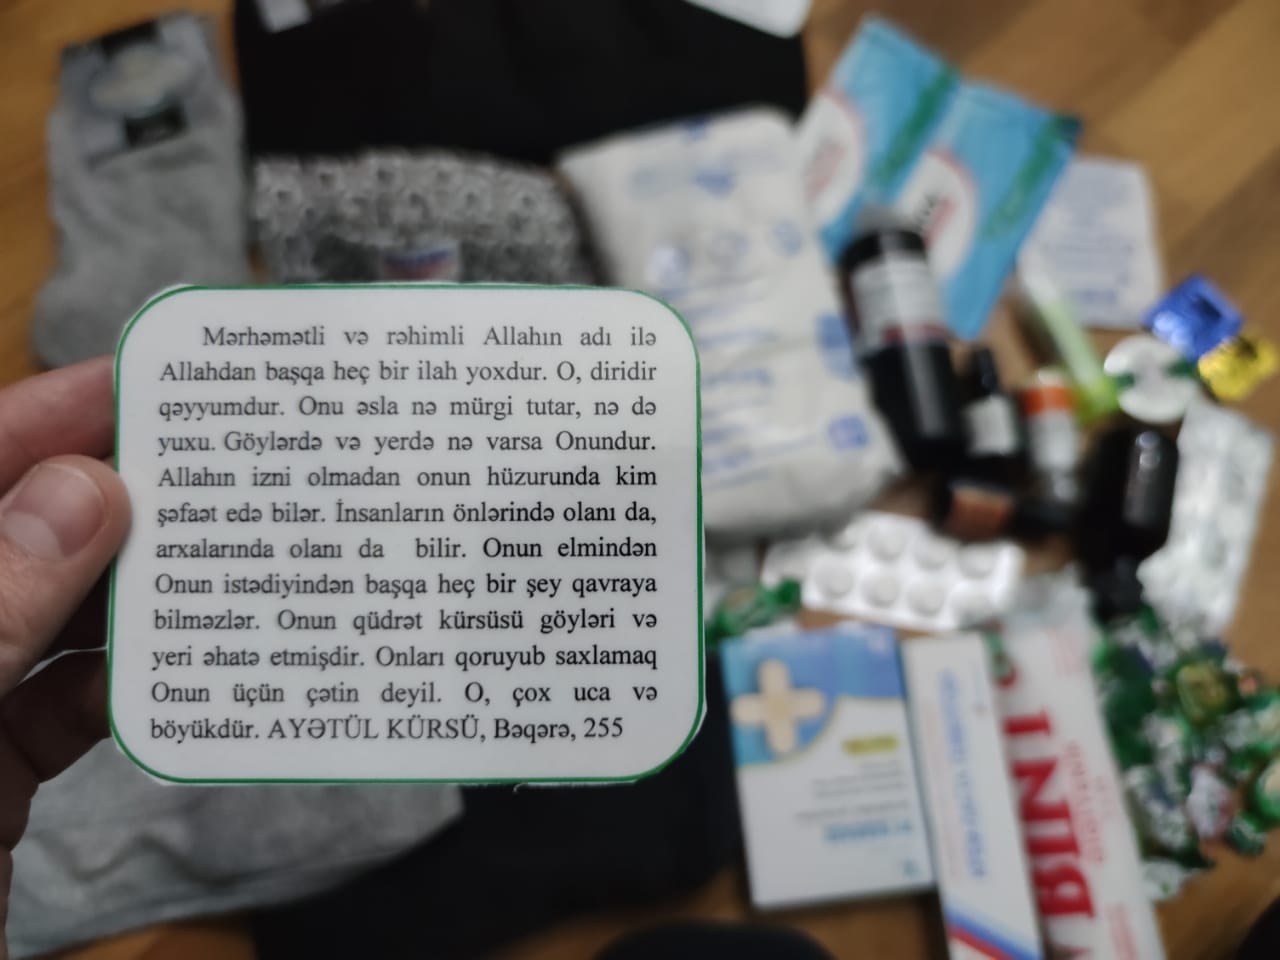 Mərhəmətli və rəhimli Allahın adı ilə
Allahdan başqa heç bir ilah yoxdur. O, diridir
qəyyumdur. Onu əsla nə mürgi tutar, nə də
yuxu. Göylərdə və yerdə nə varsa Onundur.
Allahın izni olmadan onun hüzurunda kim
şəfaət edə bilər. İnsanların önlərində olanı da,
arxalarında olanı da bilir. Onun elmindən
Onun istədiyindən başqa heç bir şey qavraya
bilməzlər. Onun qüdrət kürsüsü göyləri və
yeri əhatə etmişdir. Onları qoruyub saxlamaq
Onun üçün çətin deyil. O, çox uca və
böyükdür. AYƏTÜL KÜRSÜ, Bəqərə, 255